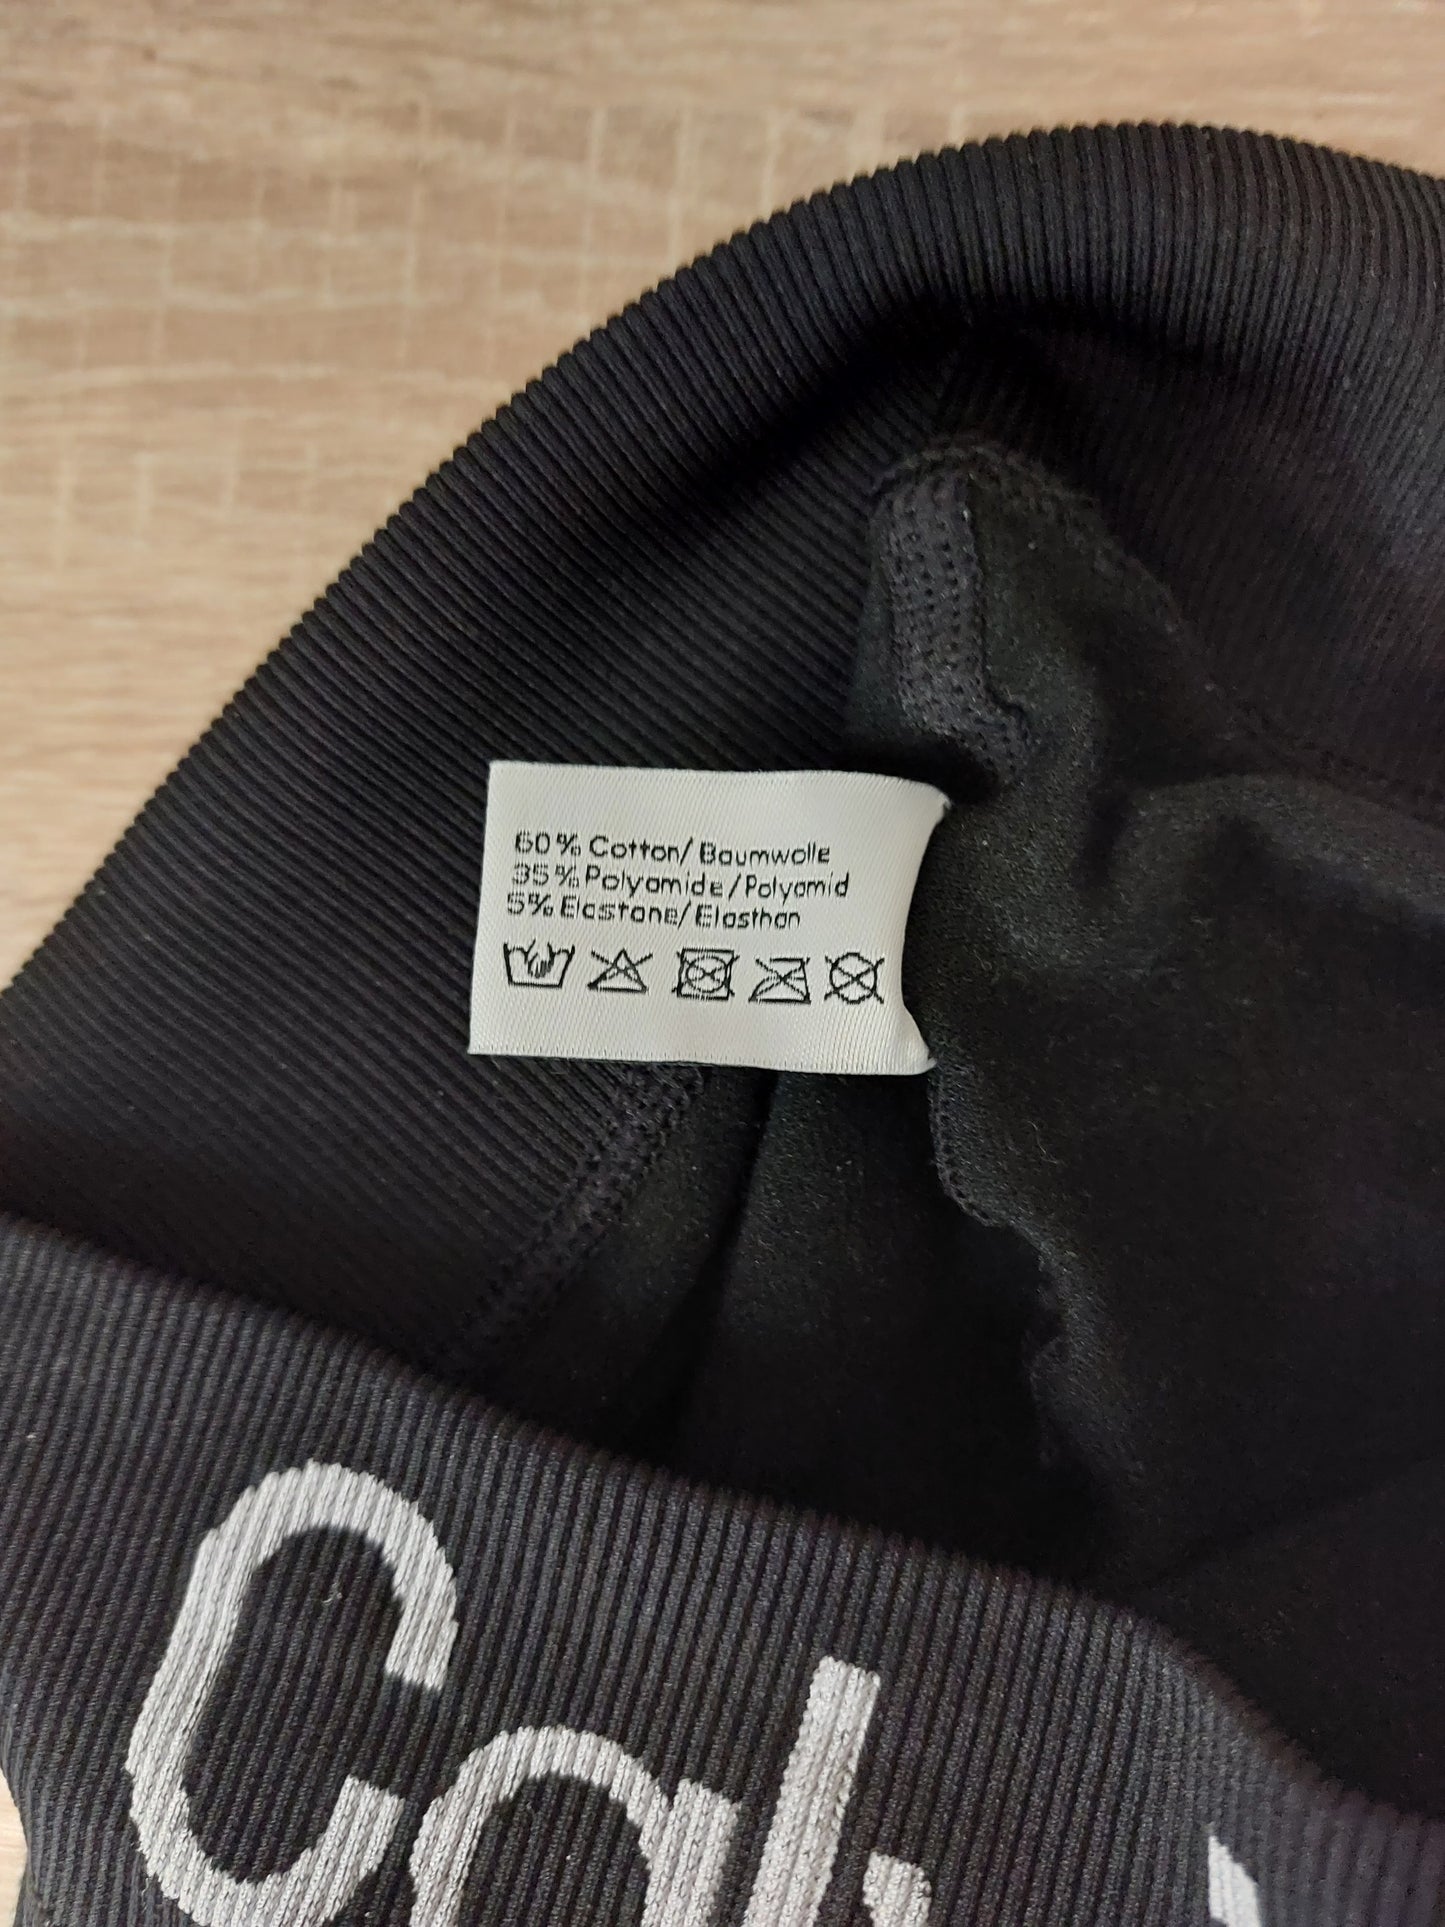 60% Cotton/Baumwolle
35% Polyamide/Polyamid
5% Elastane/Elasthan